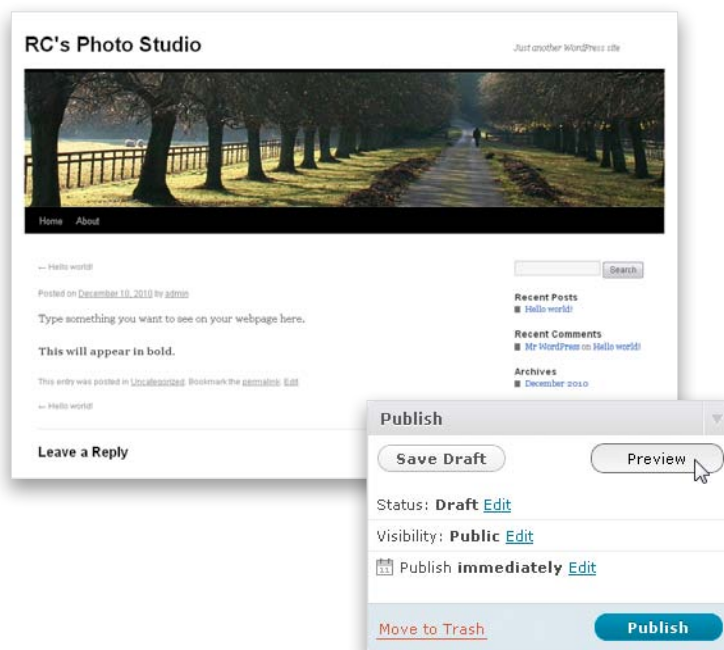 RC's Photo Studio
Just another WordPress site
Home About
← Hello world!
Posted on December 10, 2010 by admin
Type something you want to see on your webpage here.
This will appear in bold.
This entry was posted in Uncategorized. Bookmark the permalink. Edit
← Hello world!
Leave a Reply
Search
Recent Posts
Hello world!
Recent Comments
Mr WordPress on Hello world!
Archives
December 2010
Publish
Save Draft Preview
Status: Draft Edit
Visibility: Public Edit
11 Publish immediately Edit
Move to Trash Publish